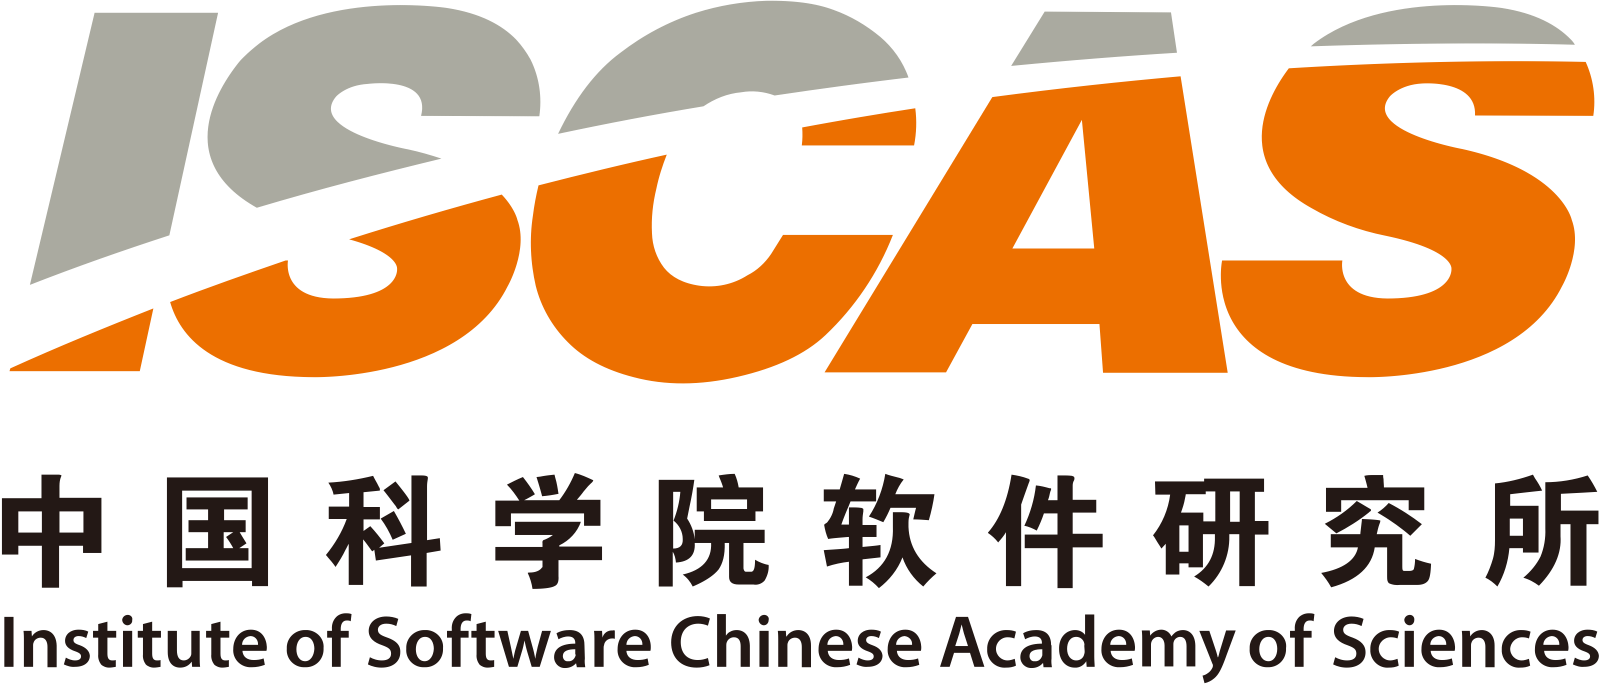 ISCAS
中国科学院软件研究所
Institute of Software Chinese Academy of Sciences